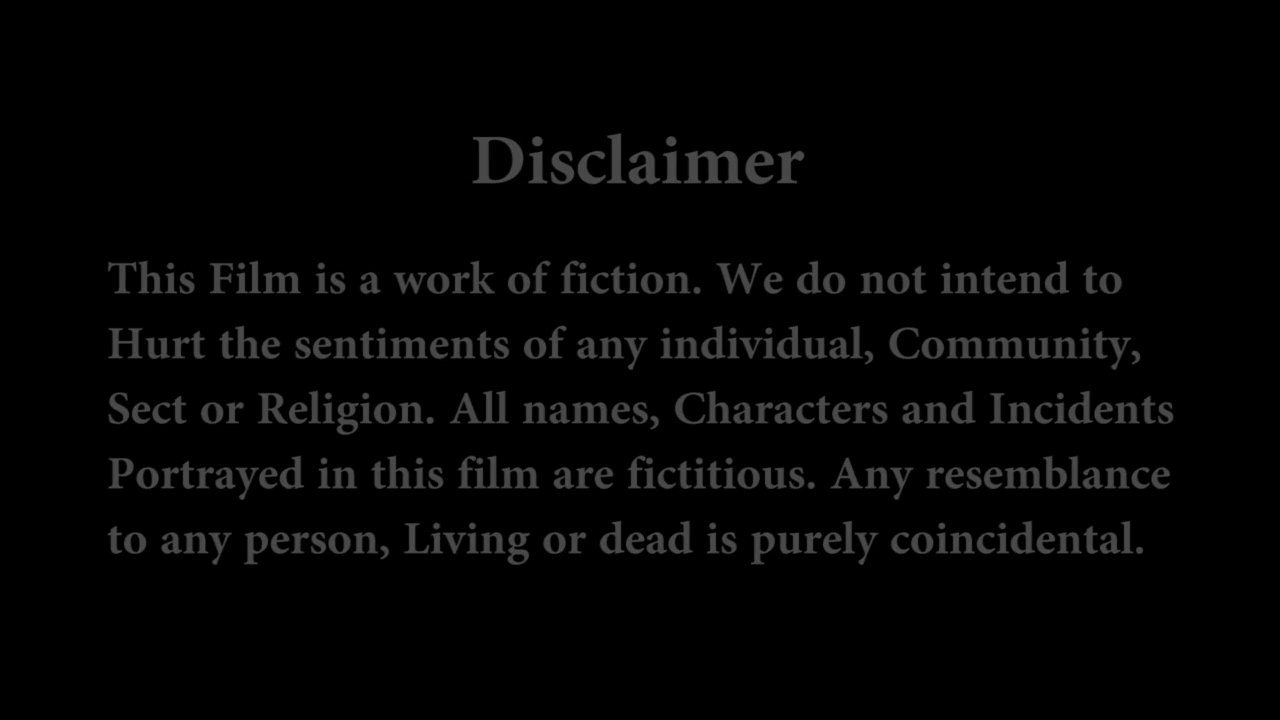 Disclaimer
This Film is a work of fiction. We do not intend to
Hurt the sentiments of any individual, Community,
Sect or Religion. All names, Characters and Incidents
Portrayed in this film are fictitious. Any resemblance
to any person, Living or dead is purely coincidental.